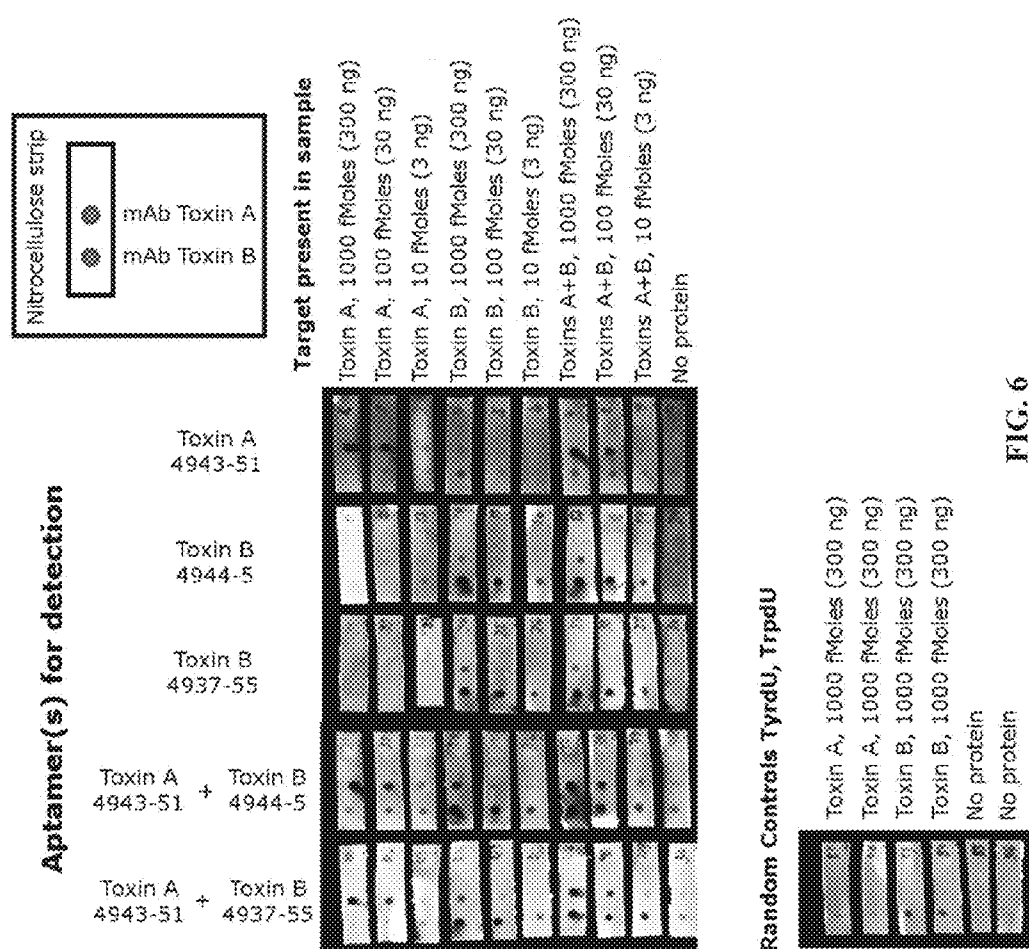 Aptamer(s) for detection
Nitrocellulose strip
mAb Toxin B
mAb Toxin A
Toxin A
4943-51
+
Toxin B
4937-55
Toxin A
4943-51
+
Toxin B
4944-5
Toxin B
4937-55
Toxin B
4944-5
Toxin A
4943-51
Target present in sample
Toxin A, 1000 fMoles (300 ng)
Toxin A, 100 fMoles (30 ng)
Toxin A, 10 fMoles (3 ng)
Toxin B, 1000 fMoles (300 ng)
Toxin B, 100 fMoles (30 ng)
Toxin B, 10 fMoles (3 ng)
Toxins A+B, 1000 fMoles (300 ng)
Toxins A+B, 100 fMoles (30 ng)
Toxins A+B, 10 fMoles (3 ng)
No protein
Random Controls TyrdU, TrpdU
Toxin A, 1000 fMoles (300 ng)
Toxin A, 1000 fMoles (300 ng)
Toxin B, 1000 fMoles (300 ng)
Toxin B, 1000 fMoles (300 ng)
No protein
No protein
FIG. 6